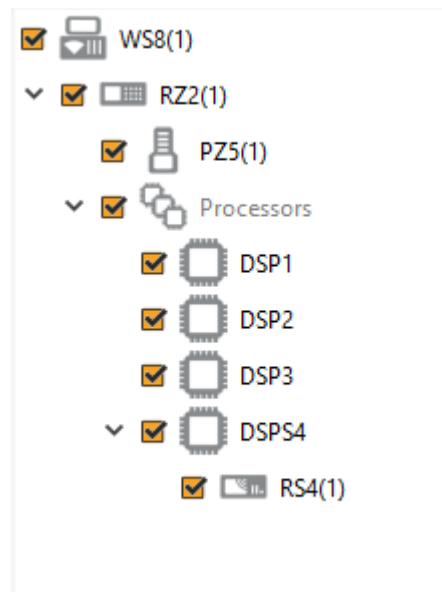 WS8(1)
RZ2(1)
PZ5(1)
Processors
DSP1
DSP2
DSP3
DSPS4
RS4(1)